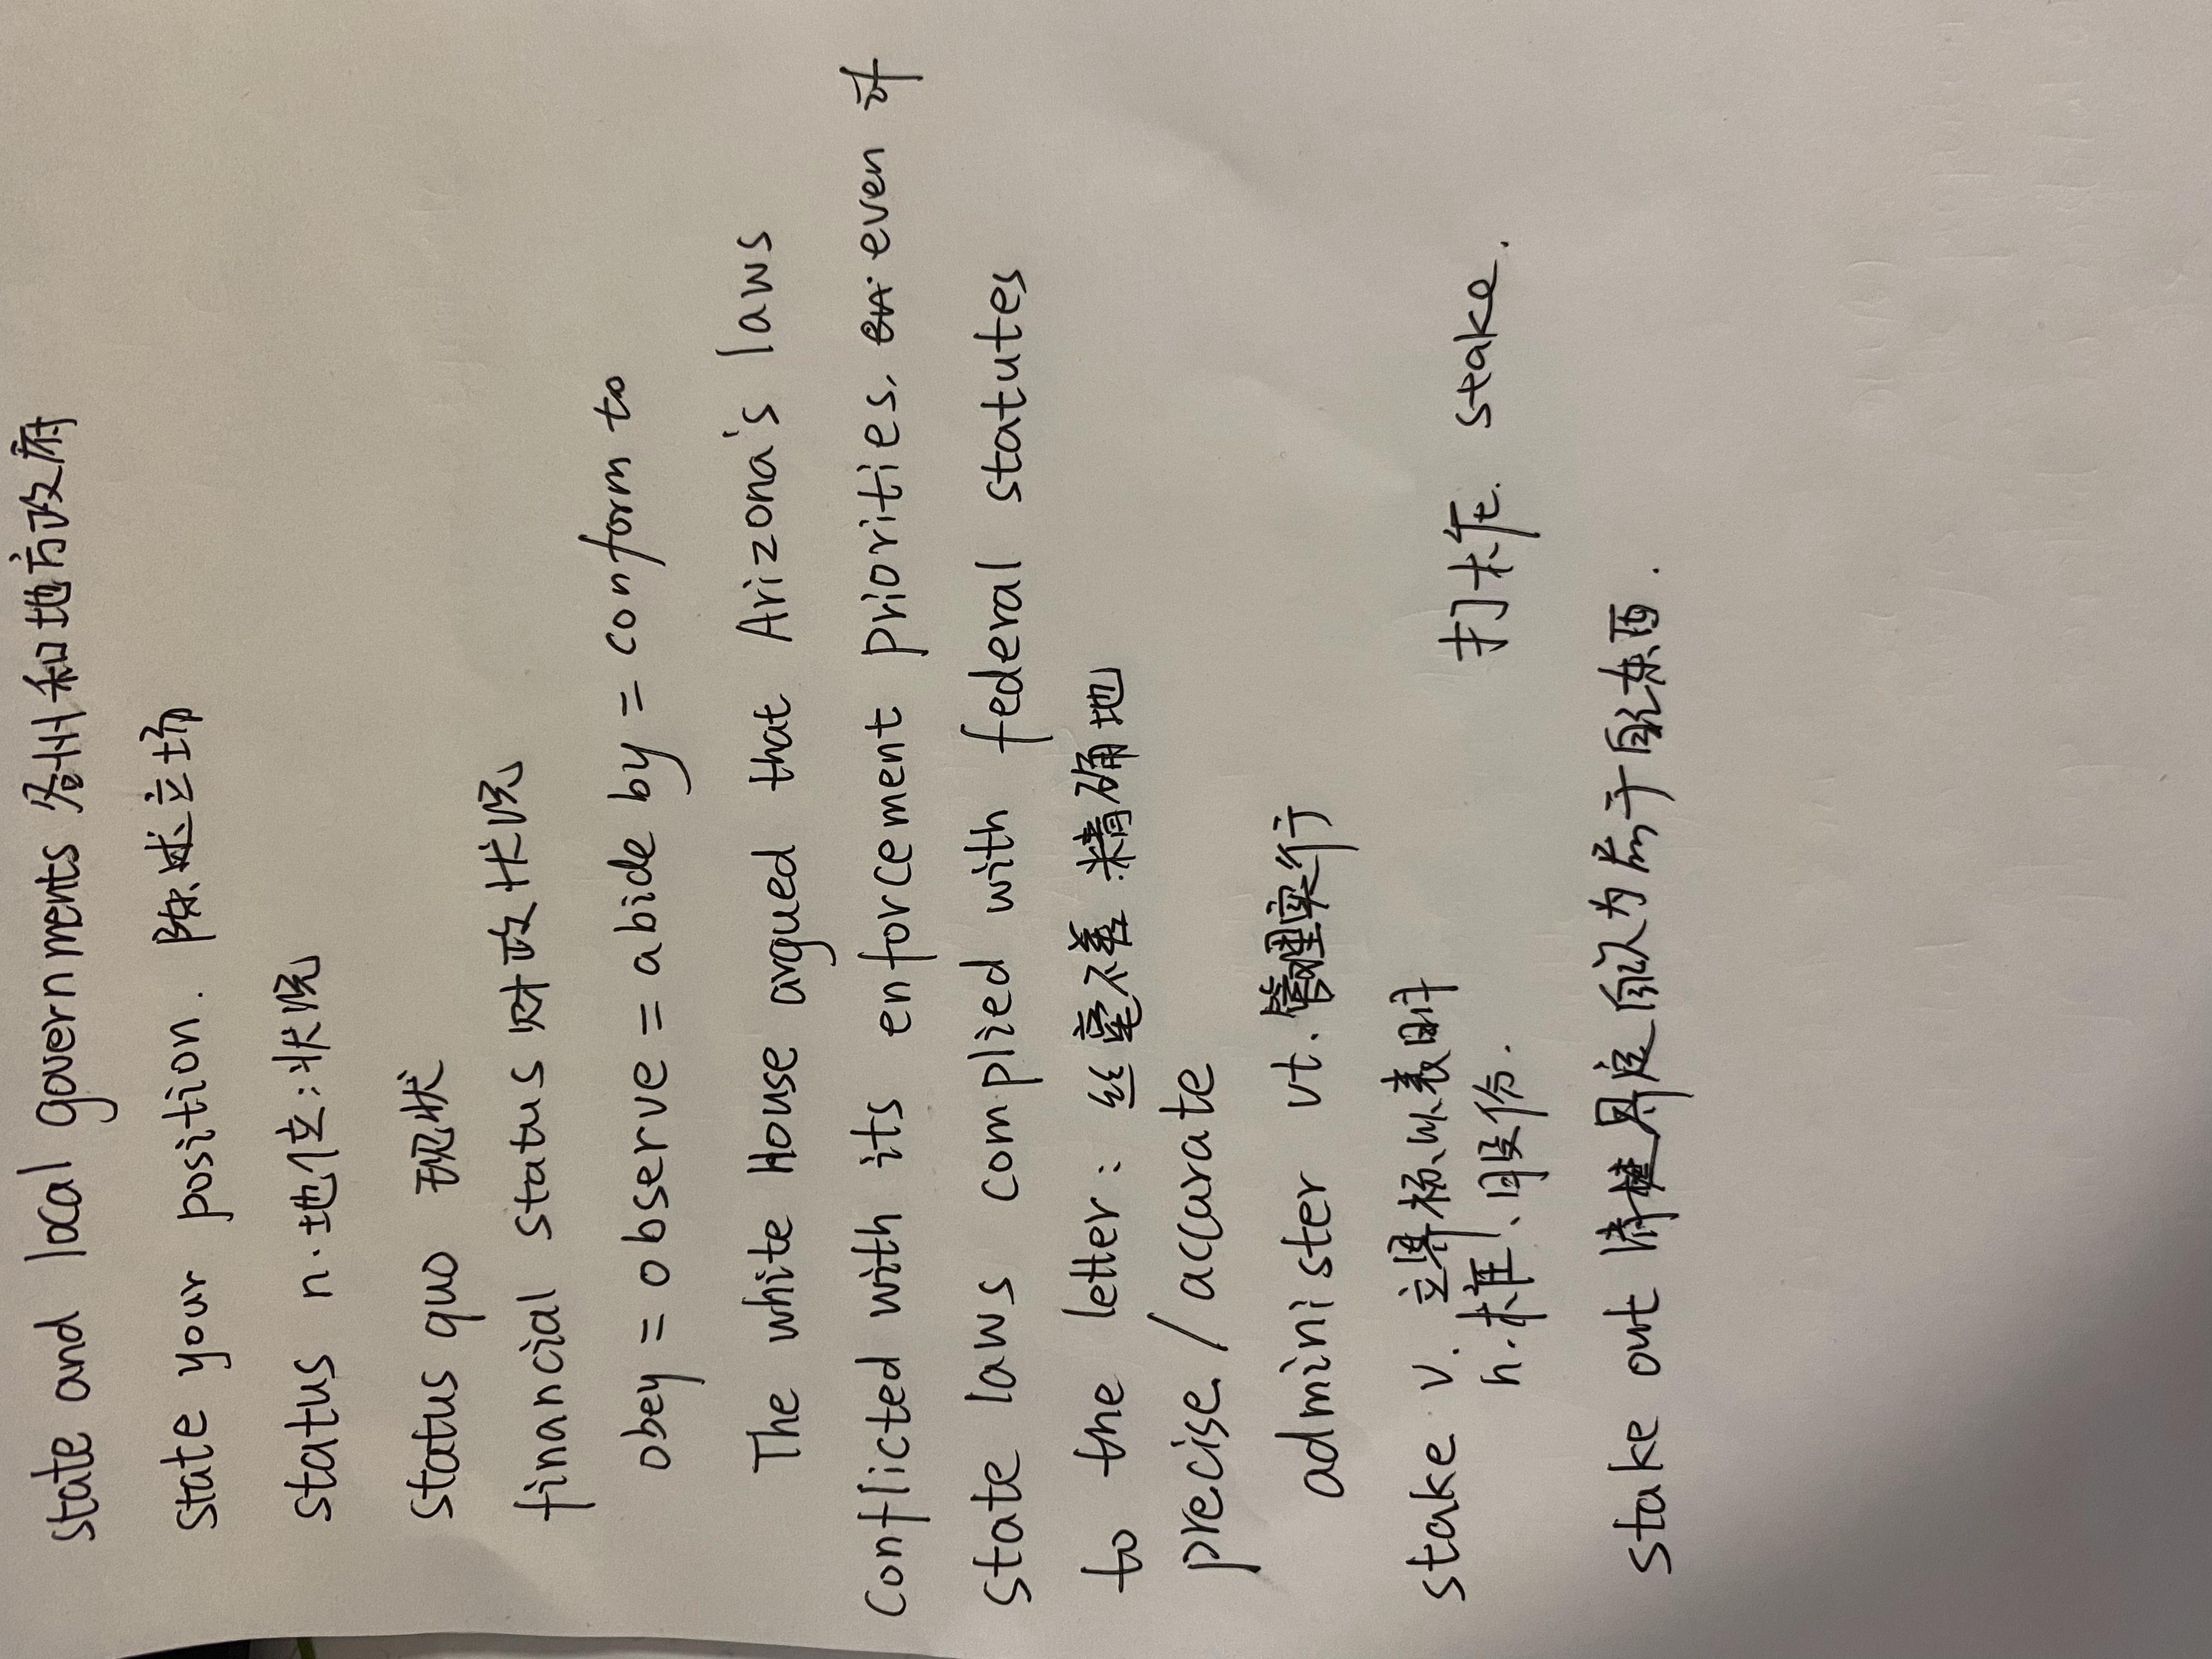 state and local governments 各州和地方政府
state your position. 陈述立场
status n.地位;状况
status quo 现状
financial status 财政状况
obey = observe = abide by = conform to
The white House argued that Arizona's laws
conflicted with its enforcement priorities, even if
state laws complied with federal statutes
to the letter: 丝毫不差 精确地
precise / accurate
administer vt. 管理实行
stake v. 立界标、以表明
n. 桩、股份. 打桩. stake.
stake out 清楚界定 自认为属于自己东西.